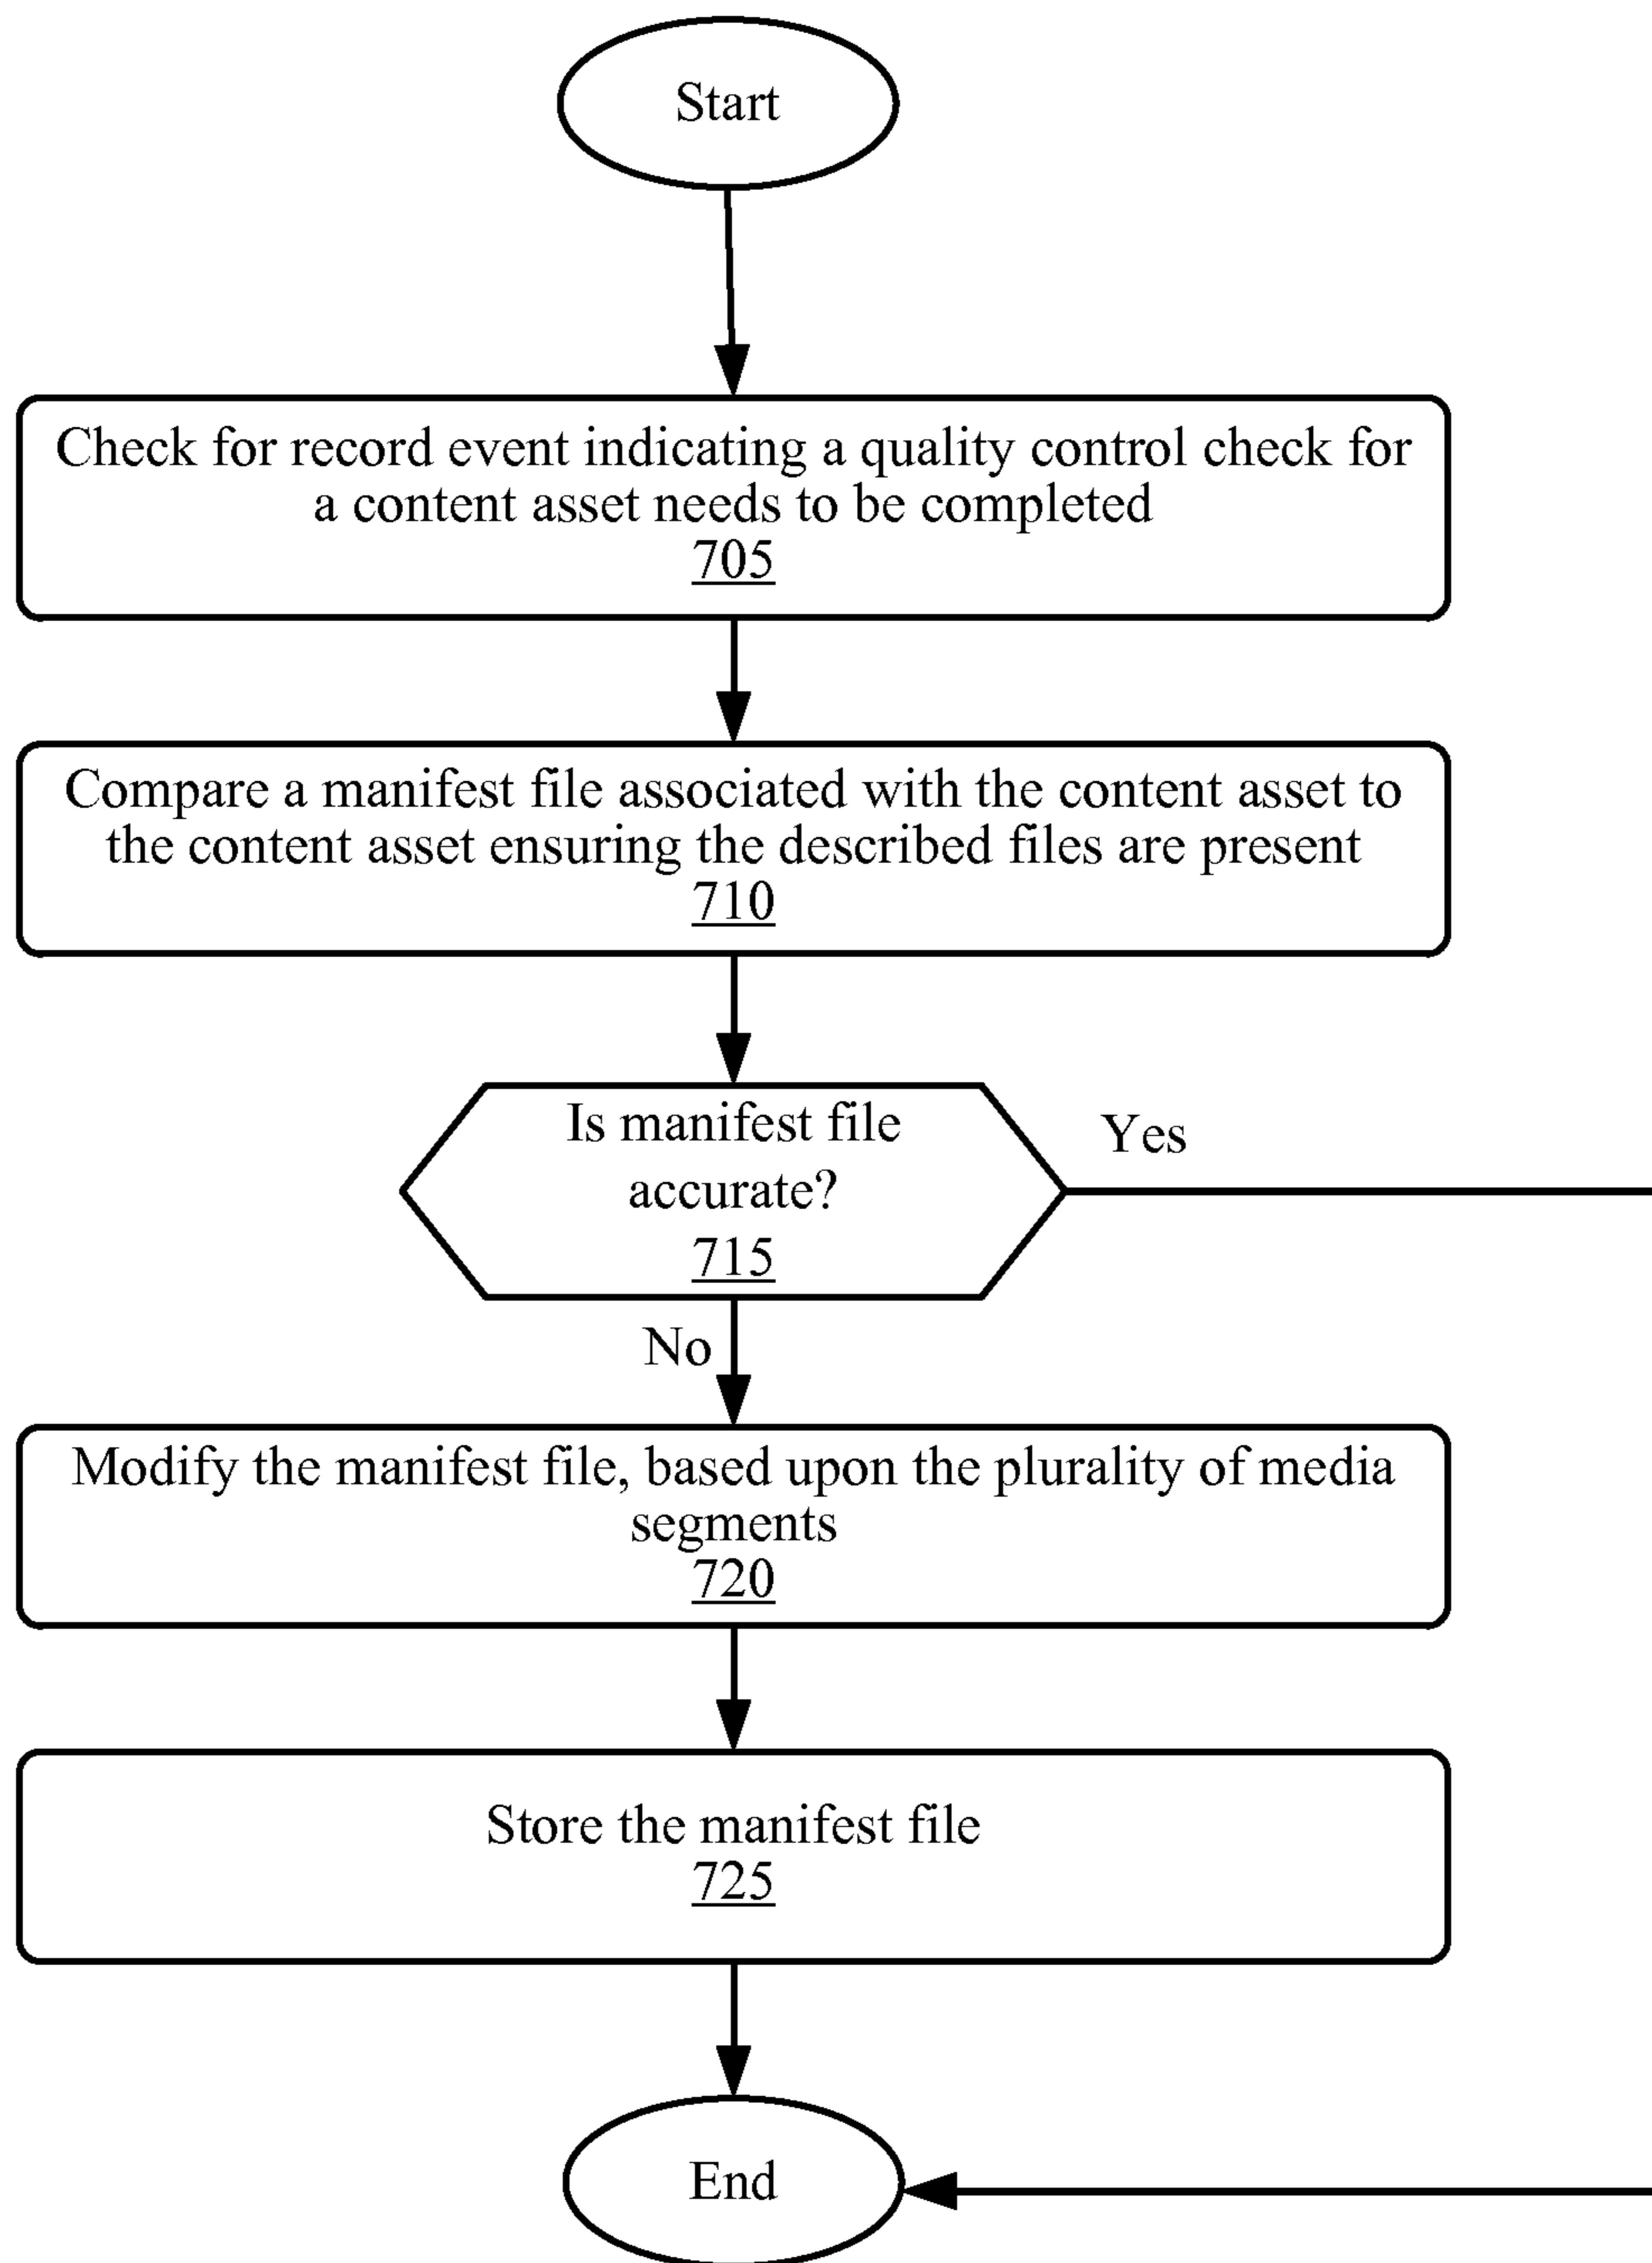 Start
Check for record event indicating a quality control check for
a content asset needs to be completed
705
Compare a manifest file associated with the content asset to
the content asset ensuring the described files are present
710
Is manifest file
accurate?
715
Yes
No
Modify the manifest file, based upon the plurality of media
segments
720
Store the manifest file
725
End